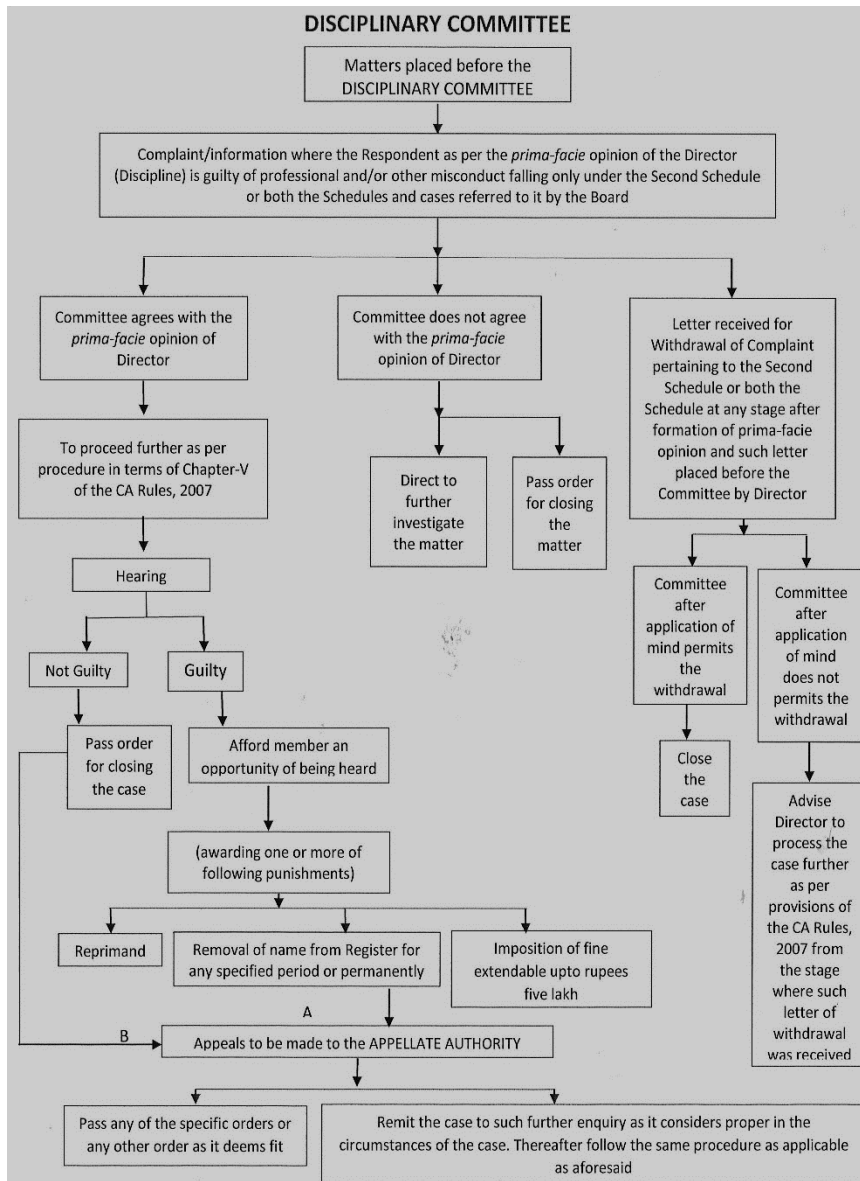 DISCIPLINARY COMMITTEE
Matters placed before the
DISCIPLINARY COMMITTEE
Complaint/information where the Respondent as per the prima-facie opinion of the Director
(Discipline) is guilty of professional and/or other misconduct falling only under the Second Schedule
or both the Schedules and cases referred to it by the Board
Committee agrees with the
prima-facie opinion of
Director
Committee does not agree
with the prima-facie
opinion of Director
Letter received for
Withdrawal of Complaint
pertaining to the Second
Schedule or both the
Schedule at any stage after
formation of prima-facie
opinion and such letter
placed before the
Committee by Director
To proceed further as per
procedure in terms of Chapter-V
of the CA Rules, 2007
Direct to
further
investigate
the matter
Pass order
for closing
the
matter
Hearing
Committee
after
application of
mind permits
the
withdrawal
Committee
after
application
of mind
does not
permits the
withdrawal
Not Guilty
Guilty
Pass order
for closing
the case
Afford member an
opportunity of being heard
Close
the
case
Advise
Director to
process the
case further
as per
provisions of
the CA Rules,
2007 from
the stage
where such
letter of
withdrawal
was received
(awarding one or more of
following punishments)
Reprimand
Removal of name from Register for
any specified period or permanently
Imposition of fine
extendable upto rupees
five lakh
A
B
Appeals to be made to the APPELLATE AUTHORITY
Pass any of the specific orders or
any other order as it deems fit
Remit the case to such further enquiry as it considers proper in the
circumstances of the case. Thereafter follow the same procedure as applicable
as aforesaid